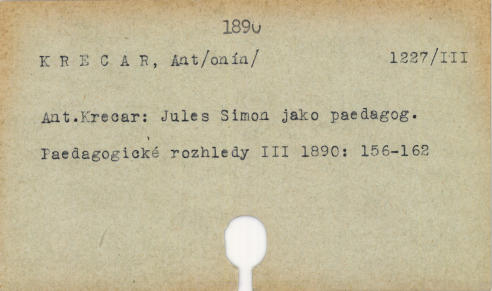 1890
K R E C A R, Ant/onín/ 1227/III
Ant.Krecar: Jules Simon jako paedagog.
Paedagogické rozhledy III 1890: 156-162